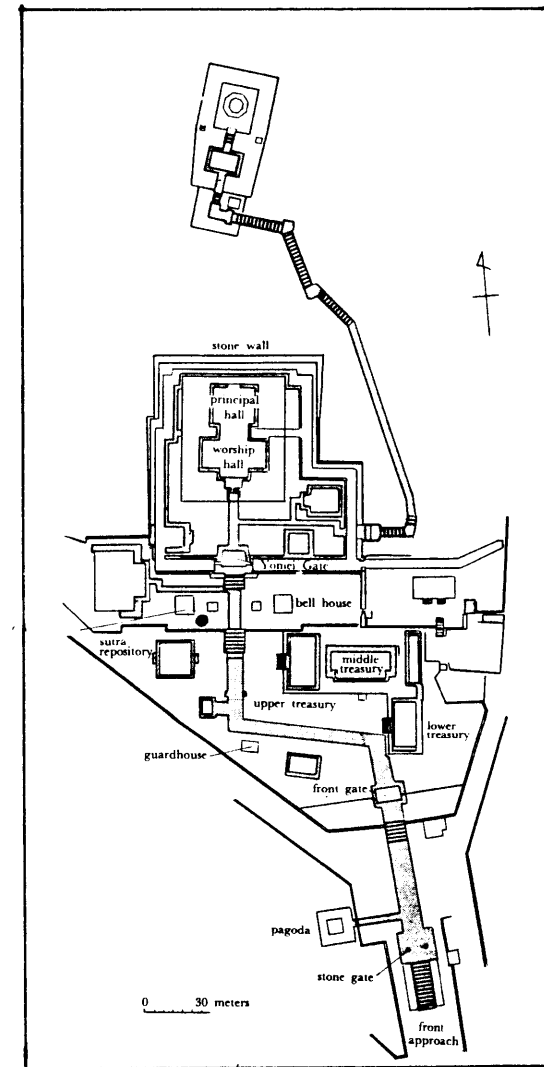 stone wall
principal
hall
worship
hall
Yomei Gate
bell house
sutra
repository
middle
treasury
upper treasury
lower
treasury
guardhouse
front gate
pagoda
stone gate
0 30 meters
front
approach